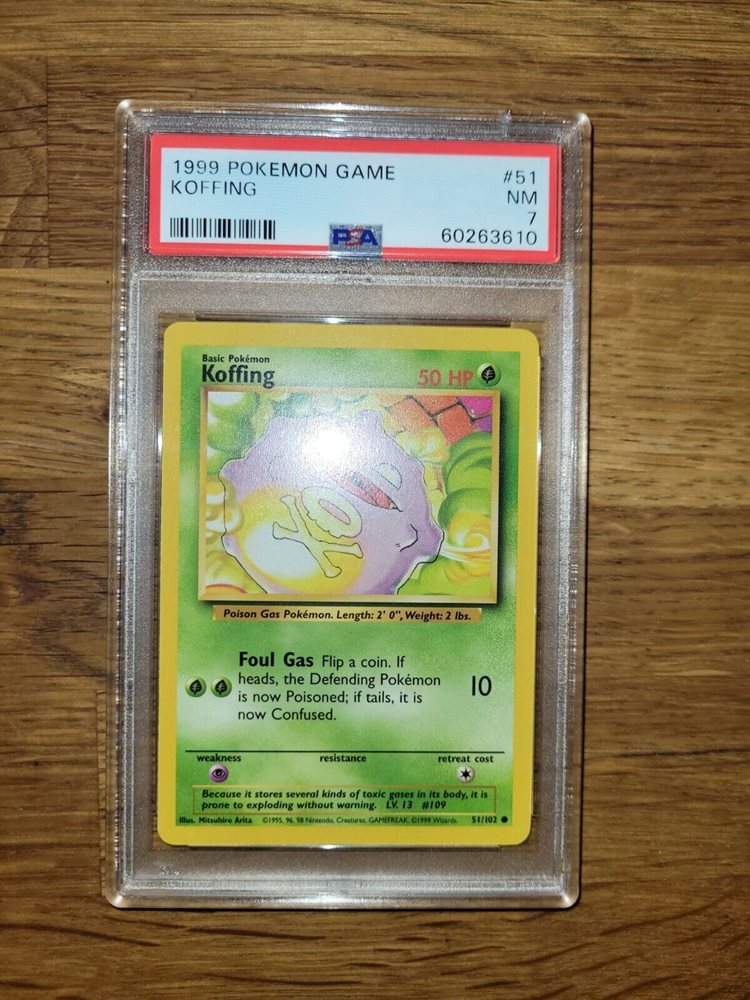 1999 POKEMON GAME #51
KOFFING NM
7
PSA 60263610
Basic Pokémon
Koffing 50 HP
Poison Gas Pokémon. Length: 2' 0", Weight: 2 lbs.
Foul Gas Flip a coin. If
heads, the Defending Pokémon
is now Poisoned; if tails, it is
now Confused.
10
weakness resistance retreat cost
Because it stores several kinds of toxic gases in its body, it is
prone to exploding without warning. LV. 13 #109
Illus. Mitsuhiro Arita ©1995, 96, 98 Nintendo, Creatures, GAMEFREAK. ©1999 Wizards. 51/102